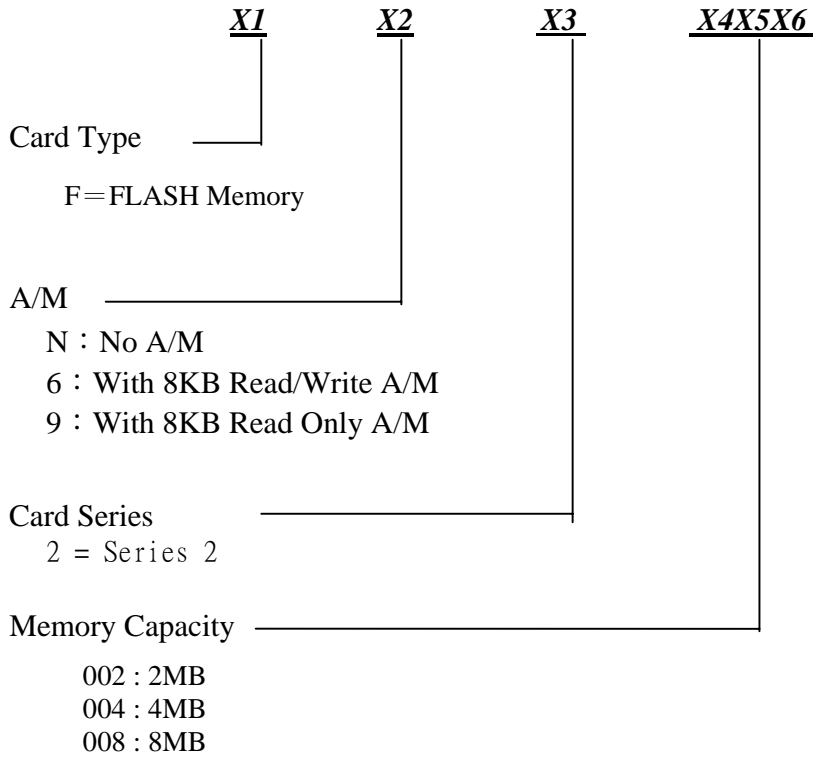 X1 X2 X3 X4X5X6
Card Type
F=FLASH Memory
A/M
N：No A/M
6：With 8KB Read/Write A/M
9：With 8KB Read Only A/M
Card Series
2 = Series 2
Memory Capacity
002 : 2MB
004 : 4MB
008 : 8MB